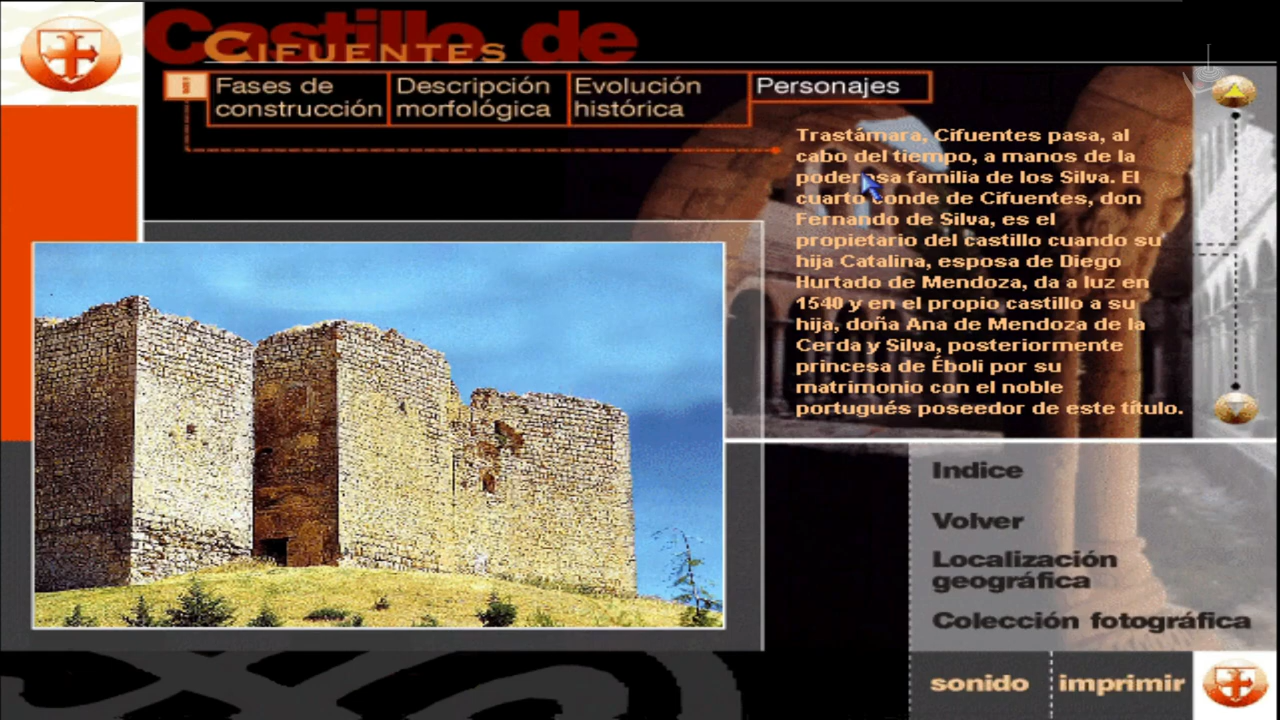 Castillo de
CIFUENTES
Fases de
construcción
Descripción
morfológica
Evolución
histórica
Personajes
Trastámara, Cifuentes pasa, al
cabo del tiempo, a manos de la
poderosa familia de los Silva. El
cuarto conde de Cifuentes, don
Fernando de Silva, es el
propietario del castillo cuando su
hija Catalina, esposa de Diego
Hurtado de Mendoza, da a luz en
1540 y en el propio castillo a su
hija, doña Ana de Mendoza de la
Cerda y Silva, posteriormente
princesa de Éboli por su
matrimonio con el noble
portugués poseedor de este título.
Indice
Volver
Localización
geográfica
Colección fotográfica
sonido
imprimir